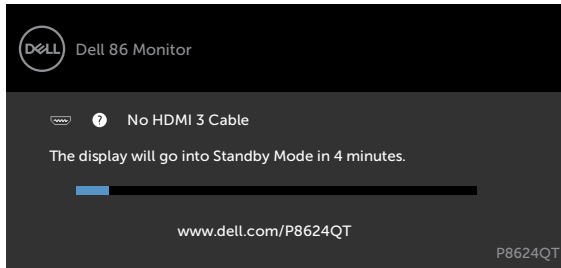 DELL
Dell 86 Monitor
? No HDMI 3 Cable
The display will go into Standby Mode in 4 minutes.
www.dell.com/P8624QT
P8624QT